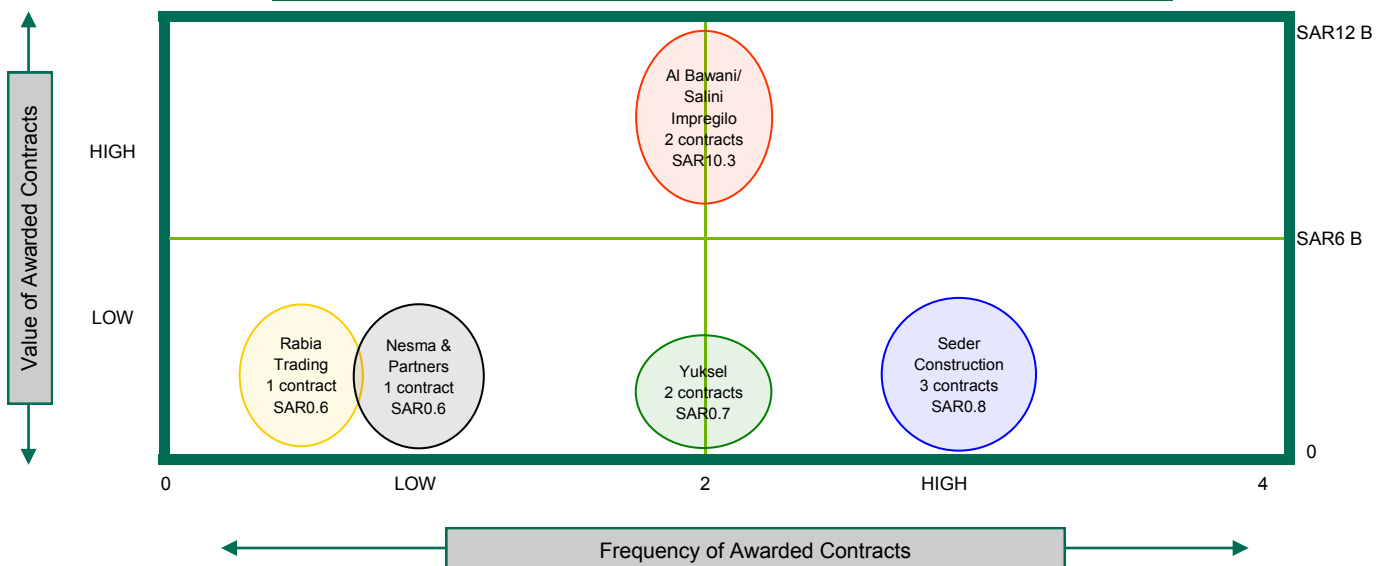 SAR12 B
Value of Awarded Contracts
HIGH
Al Bawani/
Salini
Impregilo
2 contracts
SAR10.3
SAR6 B
LOW
Rabia
Trading
1 contract
SAR0.6
Nesma &
Partners
1 contract
SAR0.6
Yuksel
2 contracts
SAR0.7
Seder
Construction
3 contracts
SAR0.8
0
0
LOW
2
HIGH
4
Frequency of Awarded Contracts